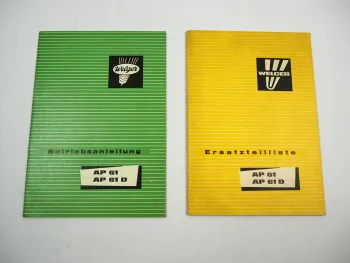 Welger
Betriebsanleitung
AP 61
AP 61 D
WELGER
Ersatzteilliste
AP 61
AP 61 D